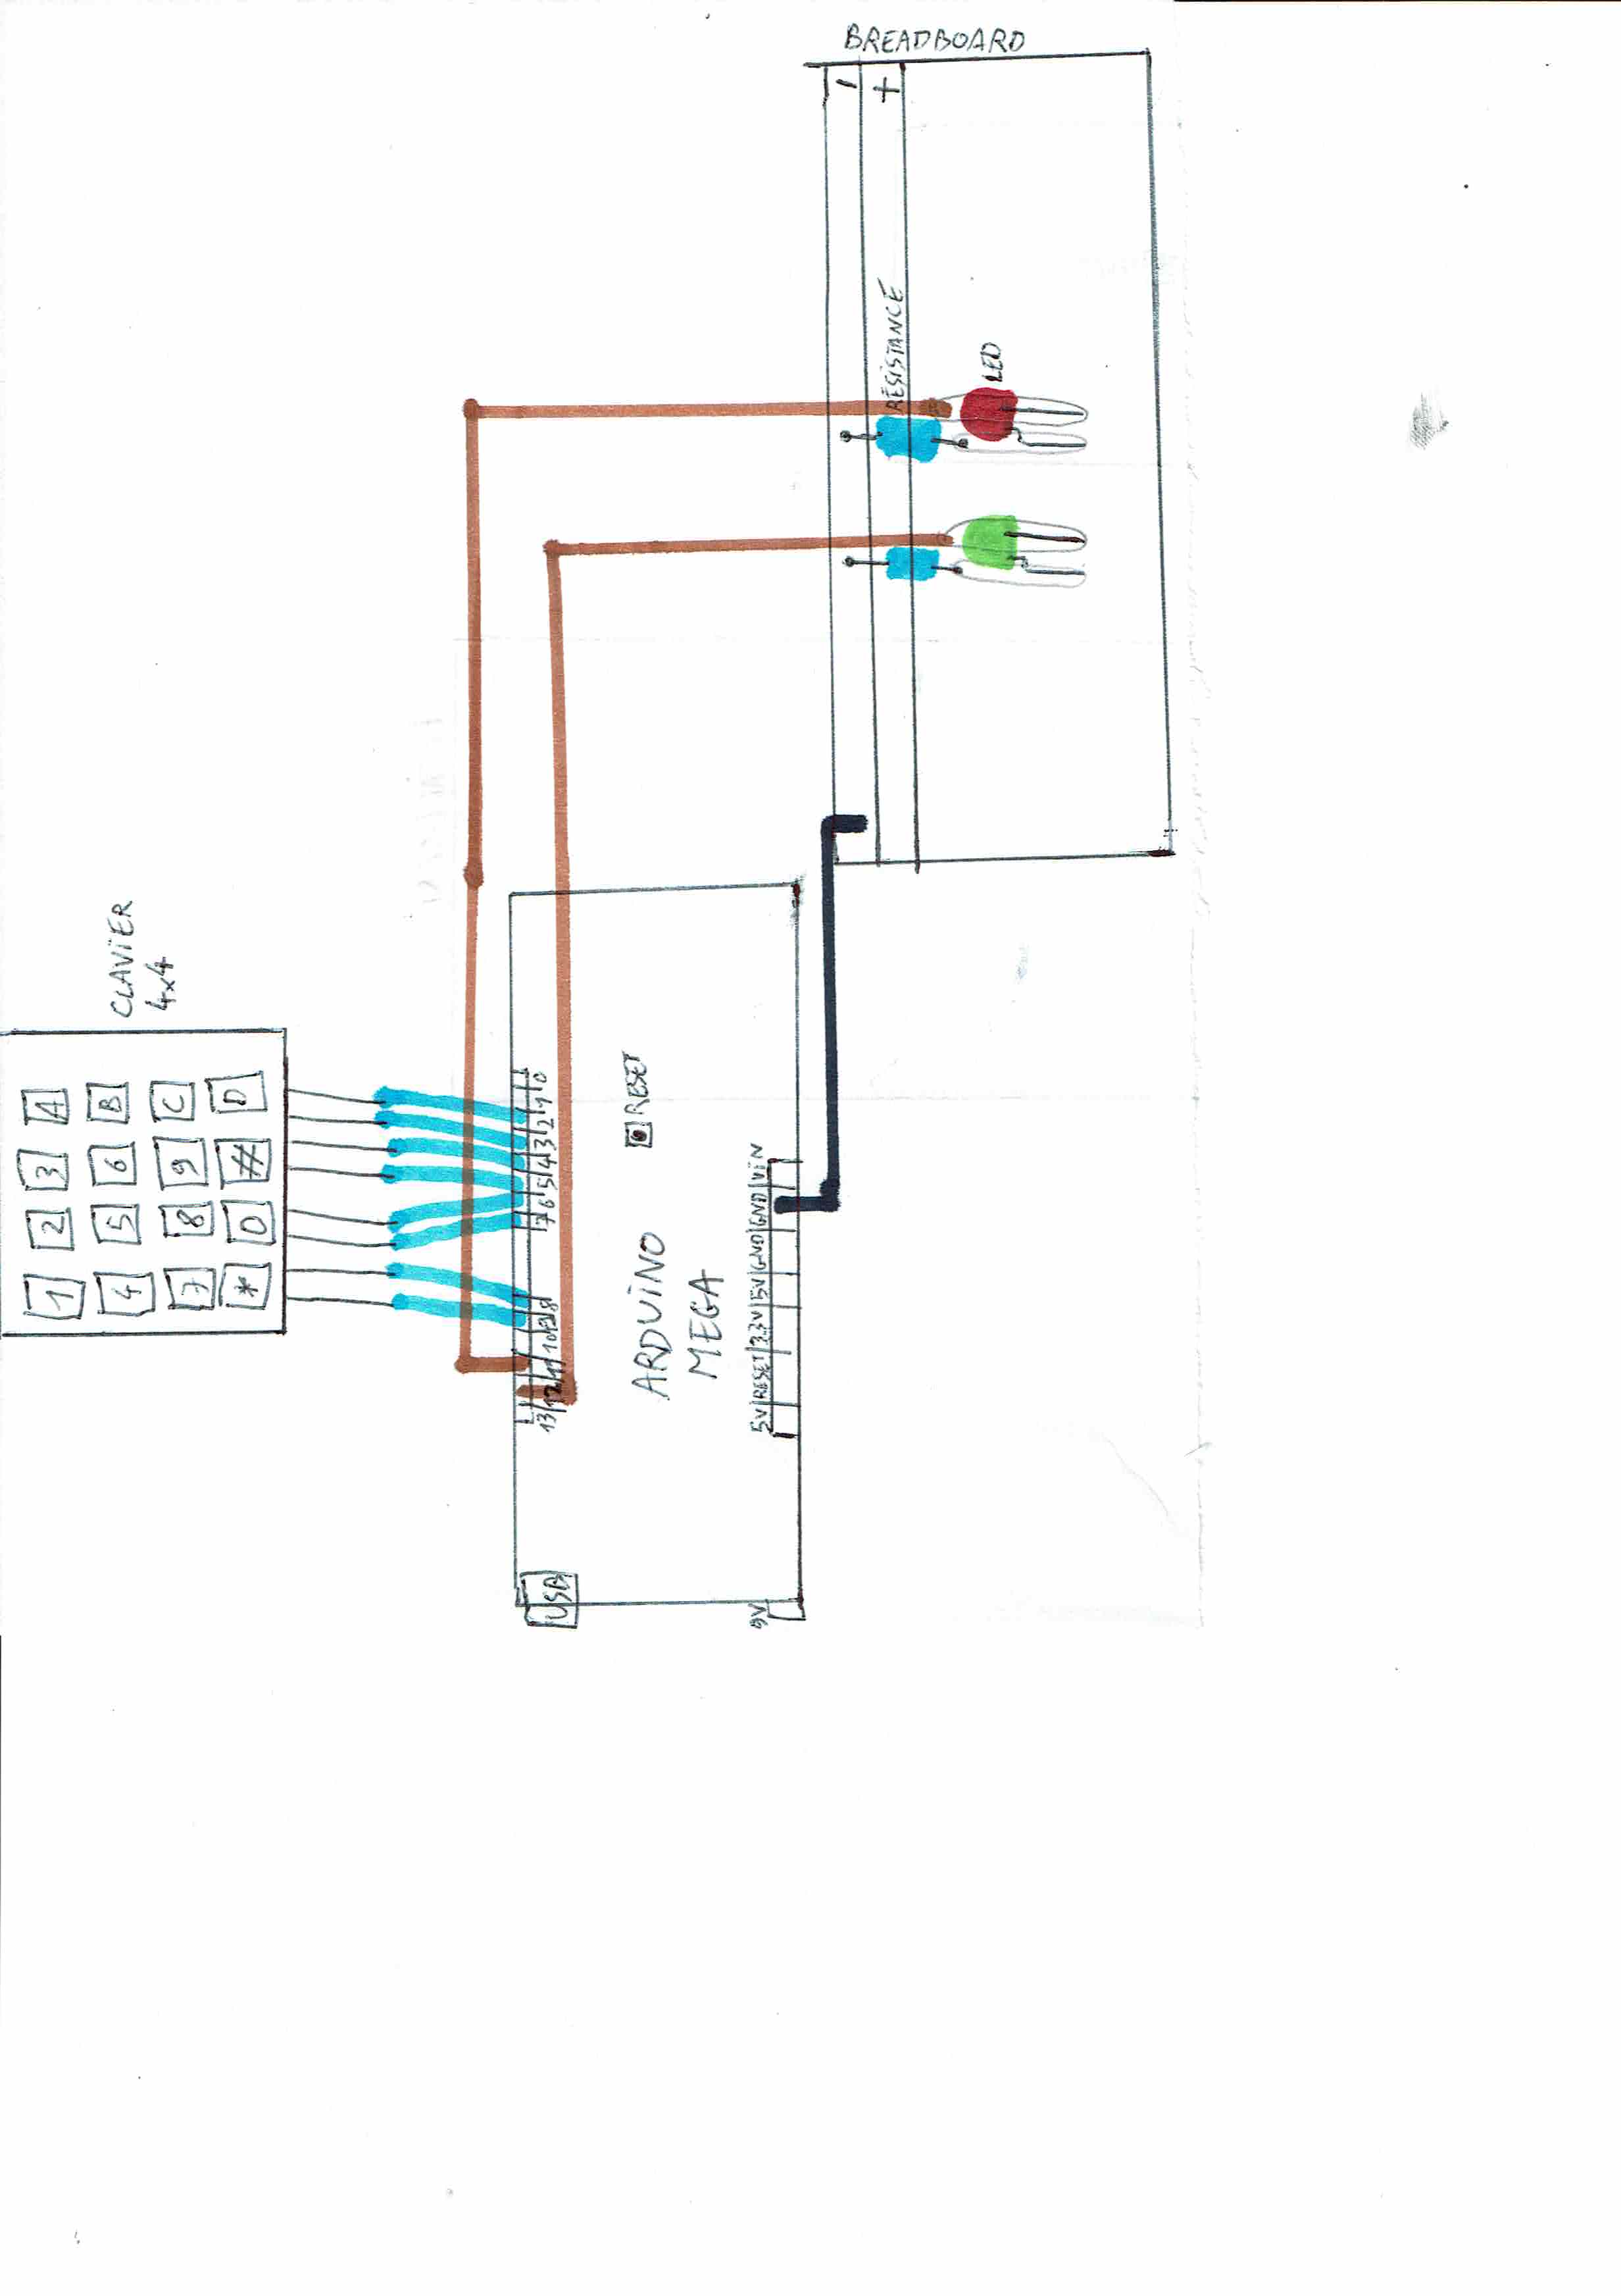 BREADBOARD
- +
RÉSISTANCE
LED
CLAVIER
4x4
1 2 3 A
4 5 6 B
7 8 9 C
* 0 # D
13 12 11 10 9 8 7 6 5 4 3 2 1 0
RESET
ARDUINO
MEGA
5V RESET 3.3V 5V GND GND VIN
USB
9V